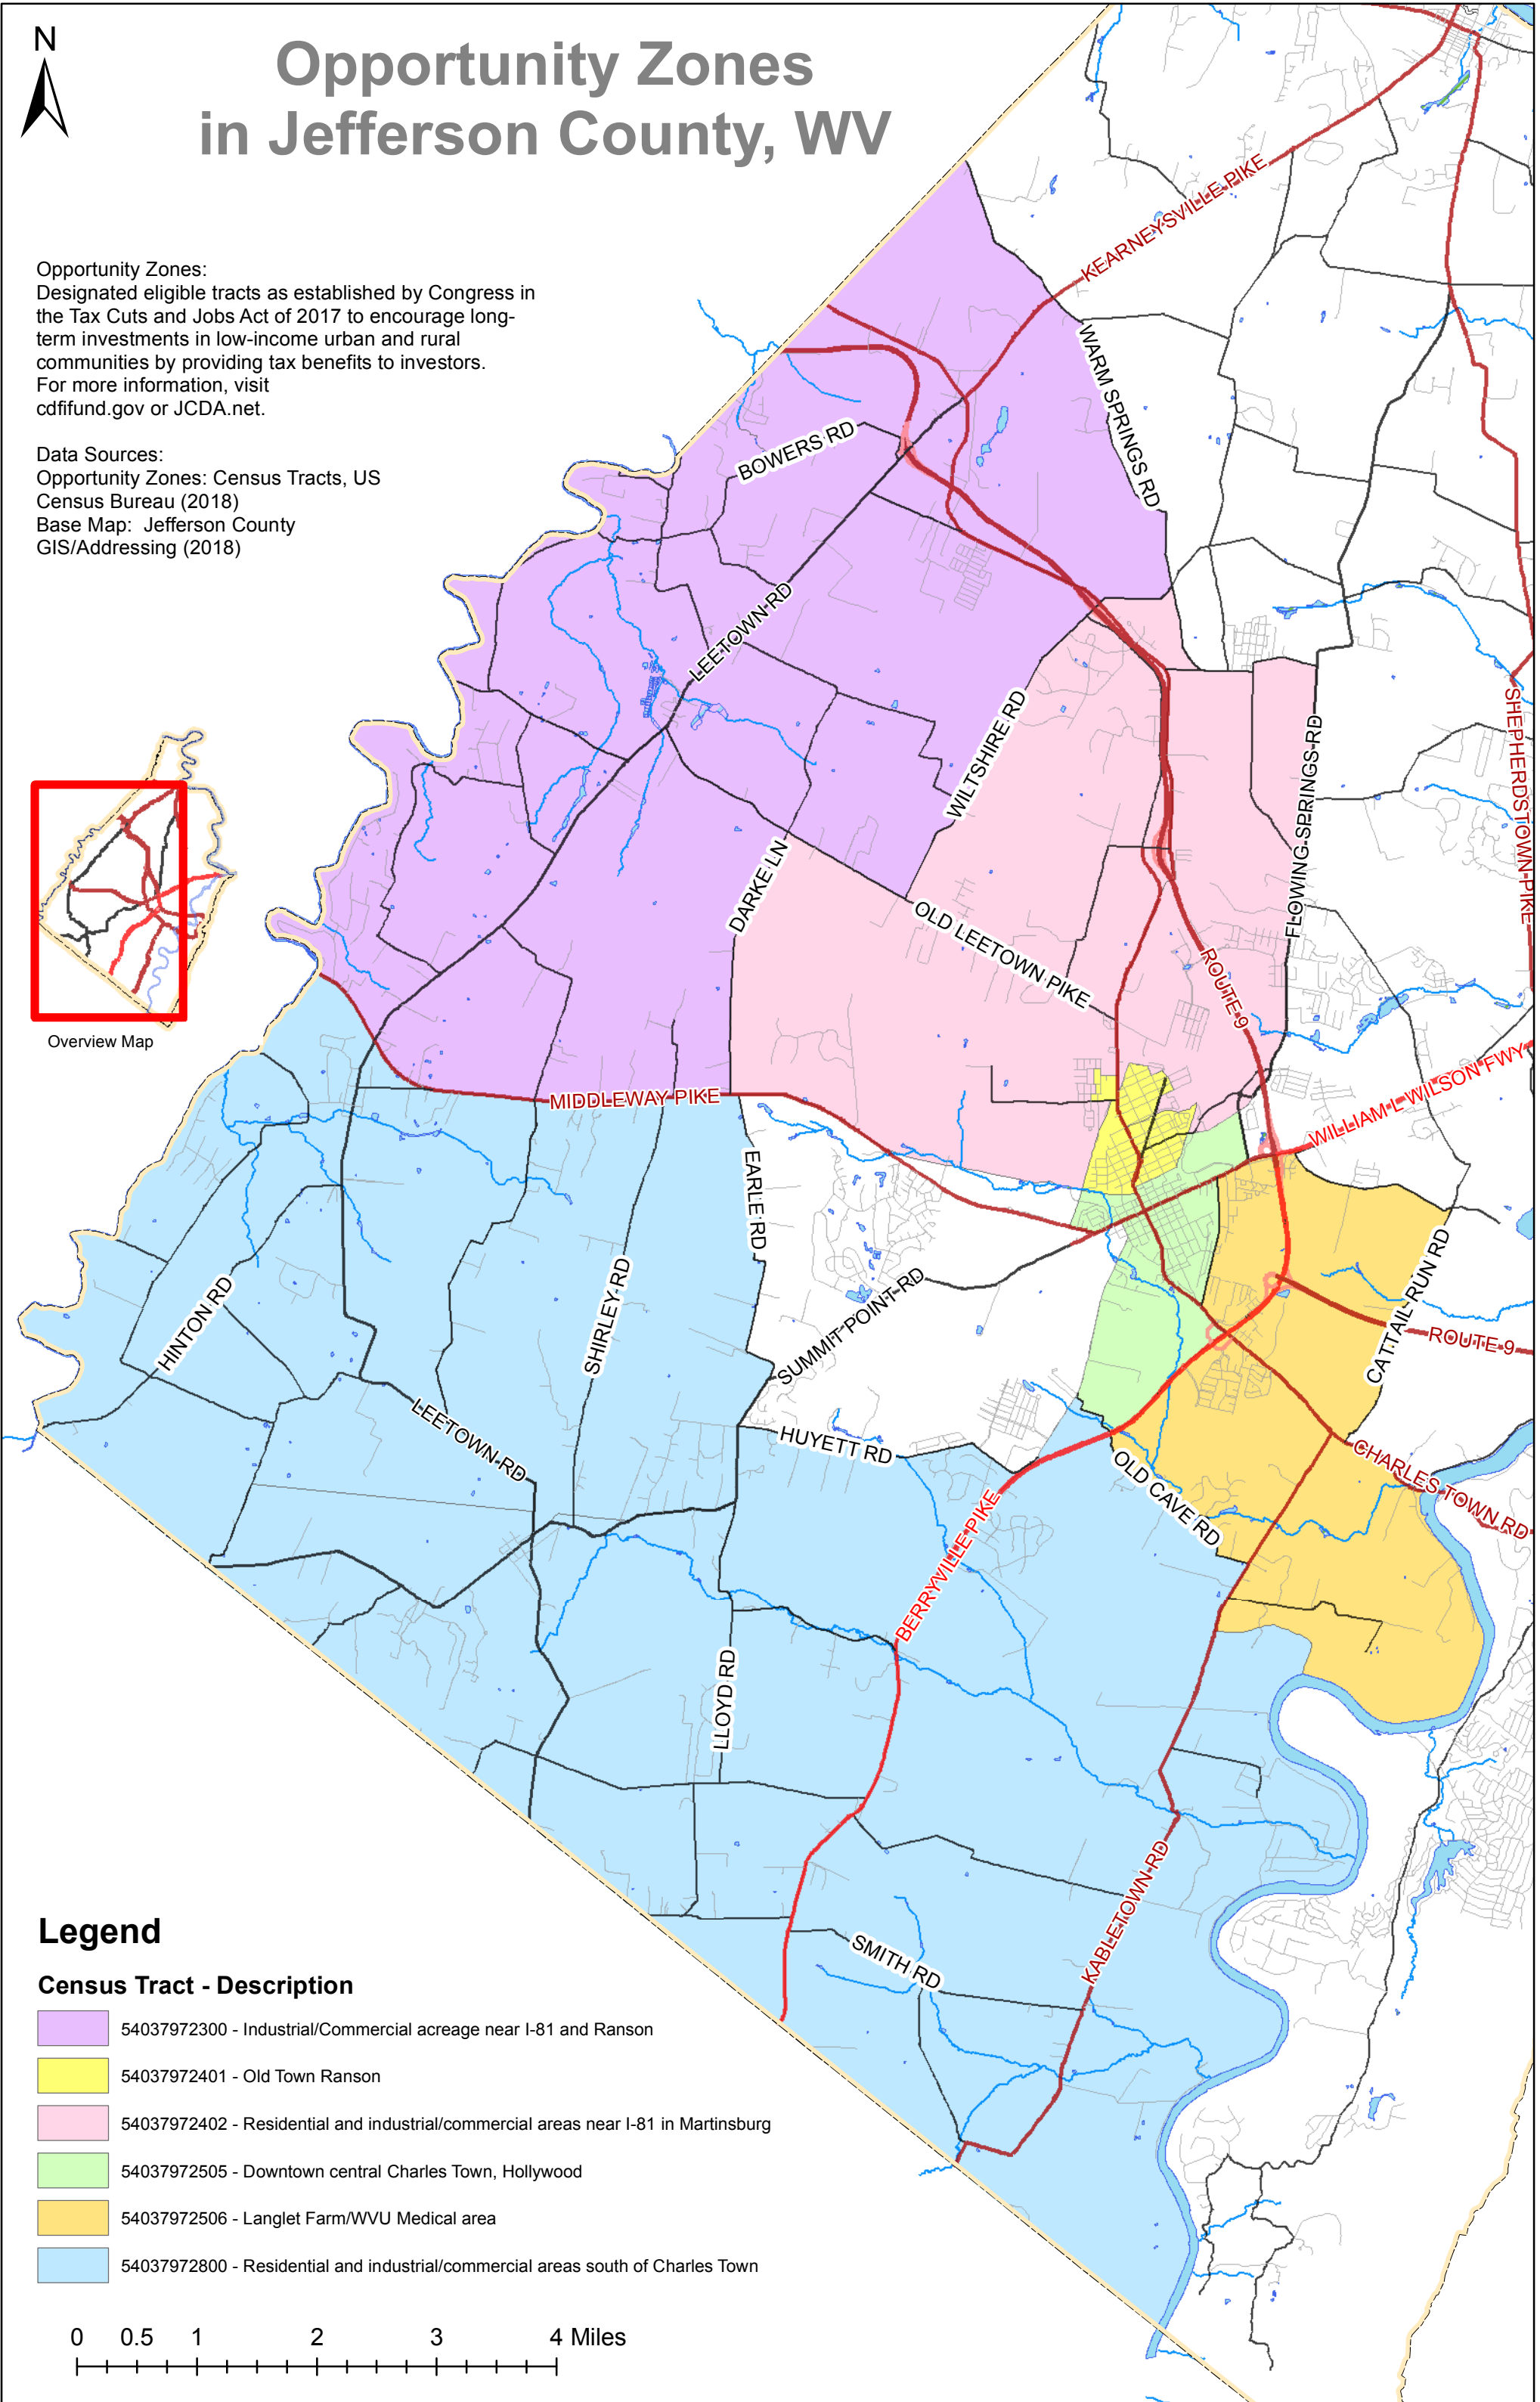 N
Opportunity Zones
in Jefferson County, WV
Opportunity Zones:
Designated eligible tracts as established by Congress in
the Tax Cuts and Jobs Act of 2017 to encourage long-
term investments in low-income urban and rural
communities by providing tax benefits to investors.
For more information, visit
cdfifund.gov or JCDA.net.
Data Sources:
Opportunity Zones: Census Tracts, US
Census Bureau (2018)
Base Map:  Jefferson County
GIS/Addressing (2018)
KEARNEYSVILLE PIKE
WARM SPRINGS RD
BOWERS RD
LEETOWN RD
WILTSHIRE RD
SHEPHERDSTOWN PIKE
FLOWING SPRINGS RD
DARKE LN
OLD LEETOWN PIKE
ROUTE 9
Overview Map
MIDDLEWAY PIKE
WILLIAM L WILSON FWY
EARLE RD
HINTON RD
SHIRLEY RD
SUMMIT POINT RD
CATTAIL RUN RD
ROUTE 9
LEETOWN RD
HUYETT RD
OLD CAVE RD
CHARLES TOWN RD
BERRYVILLE PIKE
LLOYD RD
KABLETOWN RD
SMITH RD
Legend
Census Tract - Description
54037972300 - Industrial/Commercial acreage near I-81 and Ranson
54037972401 - Old Town Ranson
54037972402 - Residential and industrial/commercial areas near I-81 in Martinsburg
54037972505 - Downtown central Charles Town, Hollywood
54037972506 - Langlet Farm/WVU Medical area
54037972800 - Residential and industrial/commercial areas south of Charles Town
0 0.5 1 2 3 4 Miles